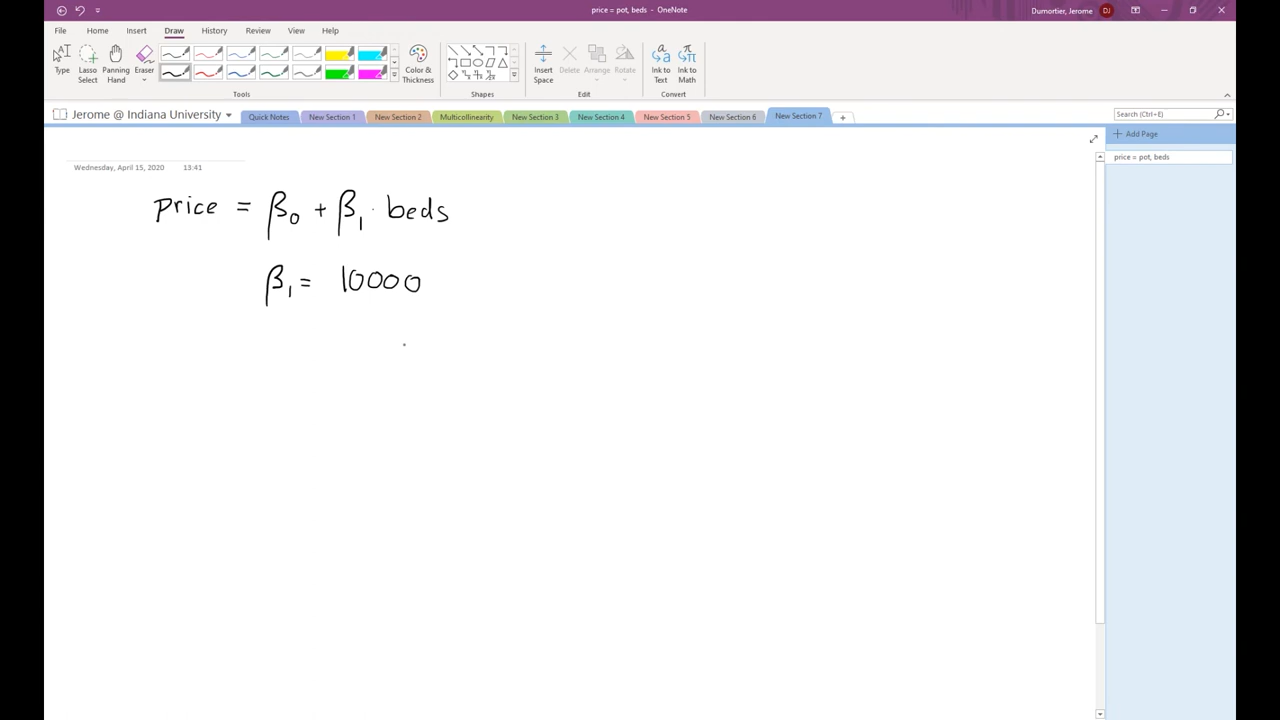 price = pot, beds - OneNote
Dumortier, Jerome DJ
File Home Insert Draw History Review View Help
Type
Lasso Select
Panning Hand
Eraser
Color & Thickness
Insert Space
Delete
Arrange
Rotate
Ink to Text
Ink to Math
Tools
Shapes
Edit
Convert
Jerome @ Indiana University
Quick Notes New Section 1 New Section 2 Multicollinearity New Section 3 New Section 4 New Section 5 New Section 6 New Section 7
Search (Ctrl+E)
Add Page
price = pot, beds
Wednesday, April 15, 2020 13:41
Price = β₀ + β₁ · beds
β₁ = 10000